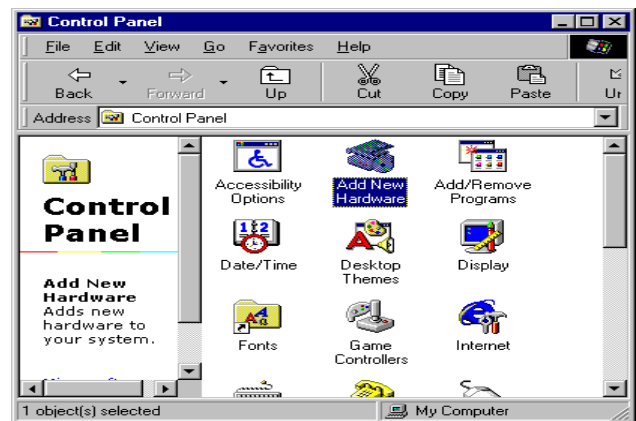 Control Panel
File Edit View Go Favorites Help
Back Forward Up Cut Copy Paste
Address Control Panel
Control
Panel
Add New
Hardware
Adds new
hardware to
your system.
Accessibility
Options
Add New
Hardware
Add/Remove
Programs
Date/Time
Desktop
Themes
Display
Fonts
Game
Controllers
Internet
1 object(s) selected
My Computer